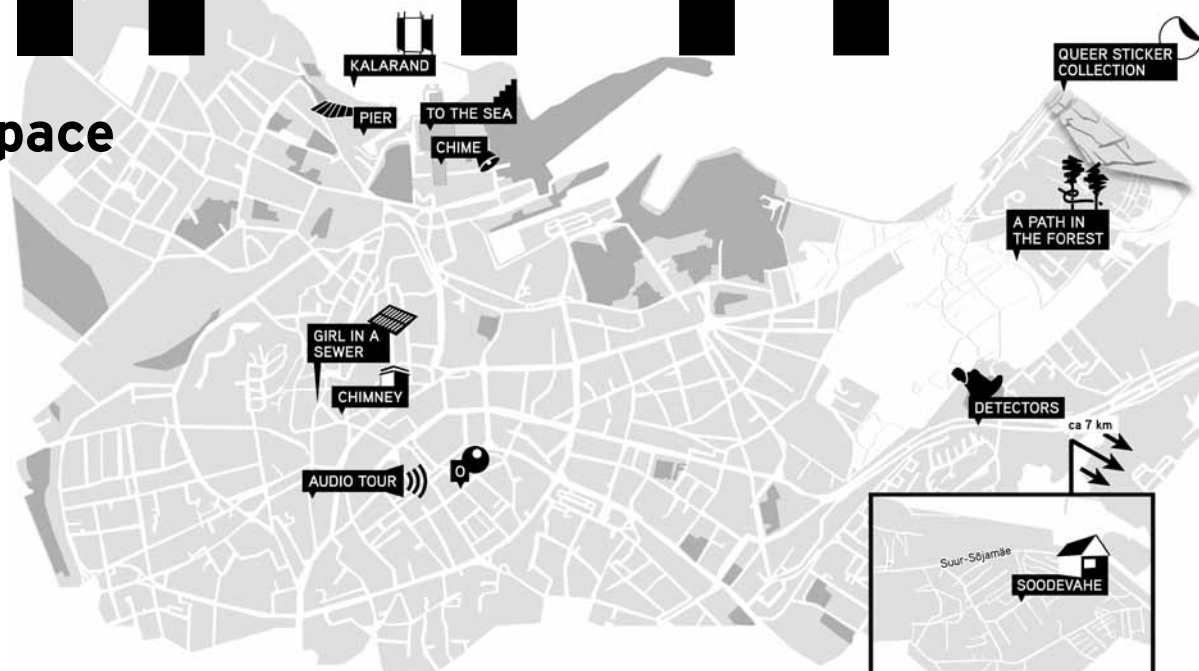 pace
KALARAND
PIER
TO THE SEA
CHIME
QUEER STICKER
COLLECTION
A PATH IN
THE FOREST
GIRL IN A
SEWER
CHIMNEY
DETECTORS
ca 7 km
AUDIO TOUR
O
Suur-Sõjamäe
SOODEVAHE